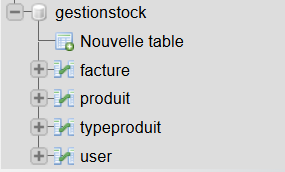 gestionstock
Nouvelle table
facture
produit
typeproduit
user